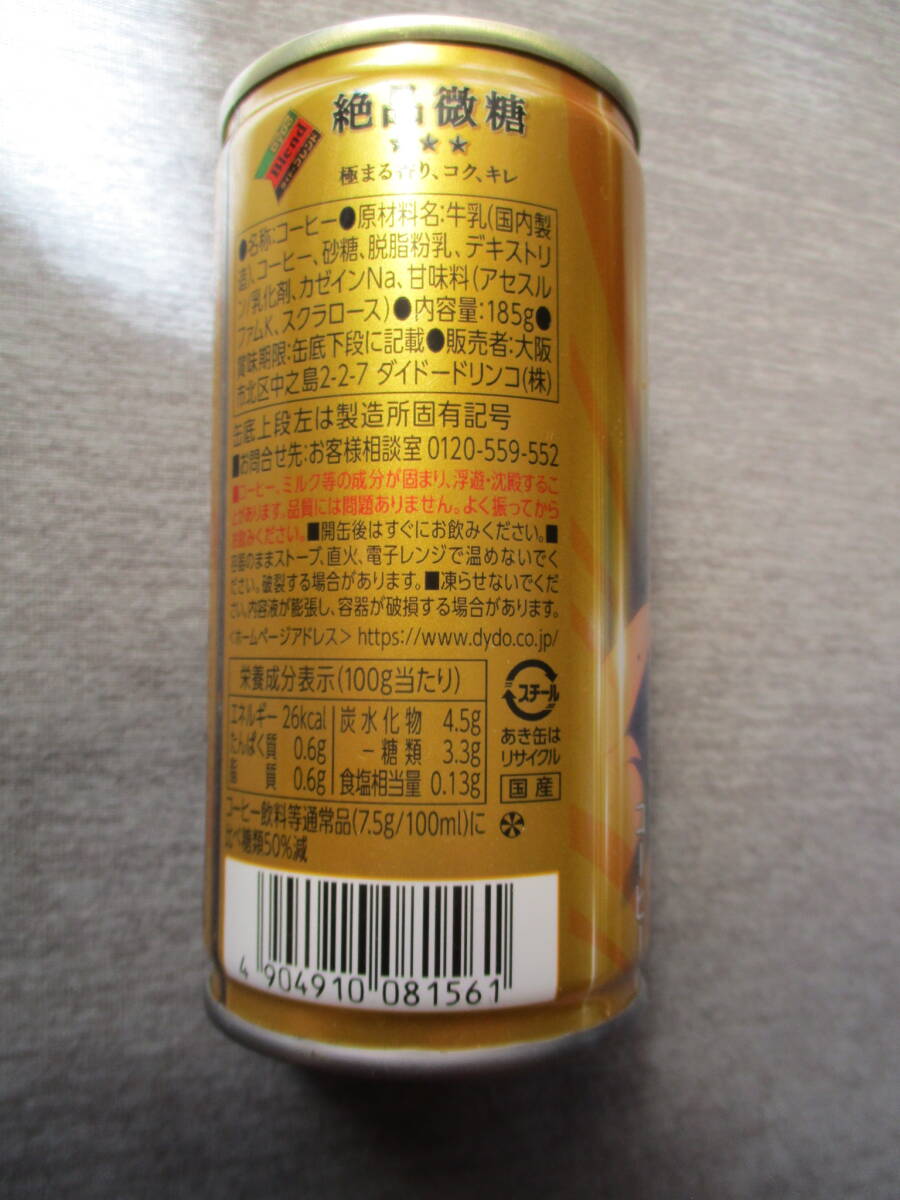 DyDo
Blend
ダイドーブレンド
絶品微糖
★★★
極まる香り、コク、キレ
●名称:コーヒー●原材料名:牛乳(国内製
造)、コーヒー、砂糖、脱脂粉乳、デキストリ
ン/乳化剤、カゼインNa、甘味料(アセスル
ファムK、スクラロース)●内容量:185g●
賞味期限:缶底下段に記載●販売者:大阪
市北区中之島2-2-7 ダイドードリンコ(株)
缶底上段左は製造所固有記号
■お問合せ先:お客様相談室 0120-559-552
■コーヒー、ミルク等の成分が固まり、浮遊・沈殿するこ
とがあります。品質には問題ありません。よく振ってから
お飲みください。■開缶後はすぐにお飲みください。■
容器のままストーブ、直火、電子レンジで温めないでく
ださい。破裂する場合があります。■凍らせないでくだ
さい。内容液が膨張し、容器が破損する場合があります。
<ホームページアドレス> https://www.dydo.co.jp/
栄養成分表示(100g当たり)
エネルギー 26kcal 炭水化物 4.5g
たんぱく質 0.6g −糖類 3.3g
脂質 0.6g 食塩相当量 0.13g
スチール
あき缶は
リサイクル
国産
コーヒー飲料等通常品(7.5g/100ml)に
比べ糖類50%減
4 904910 081561